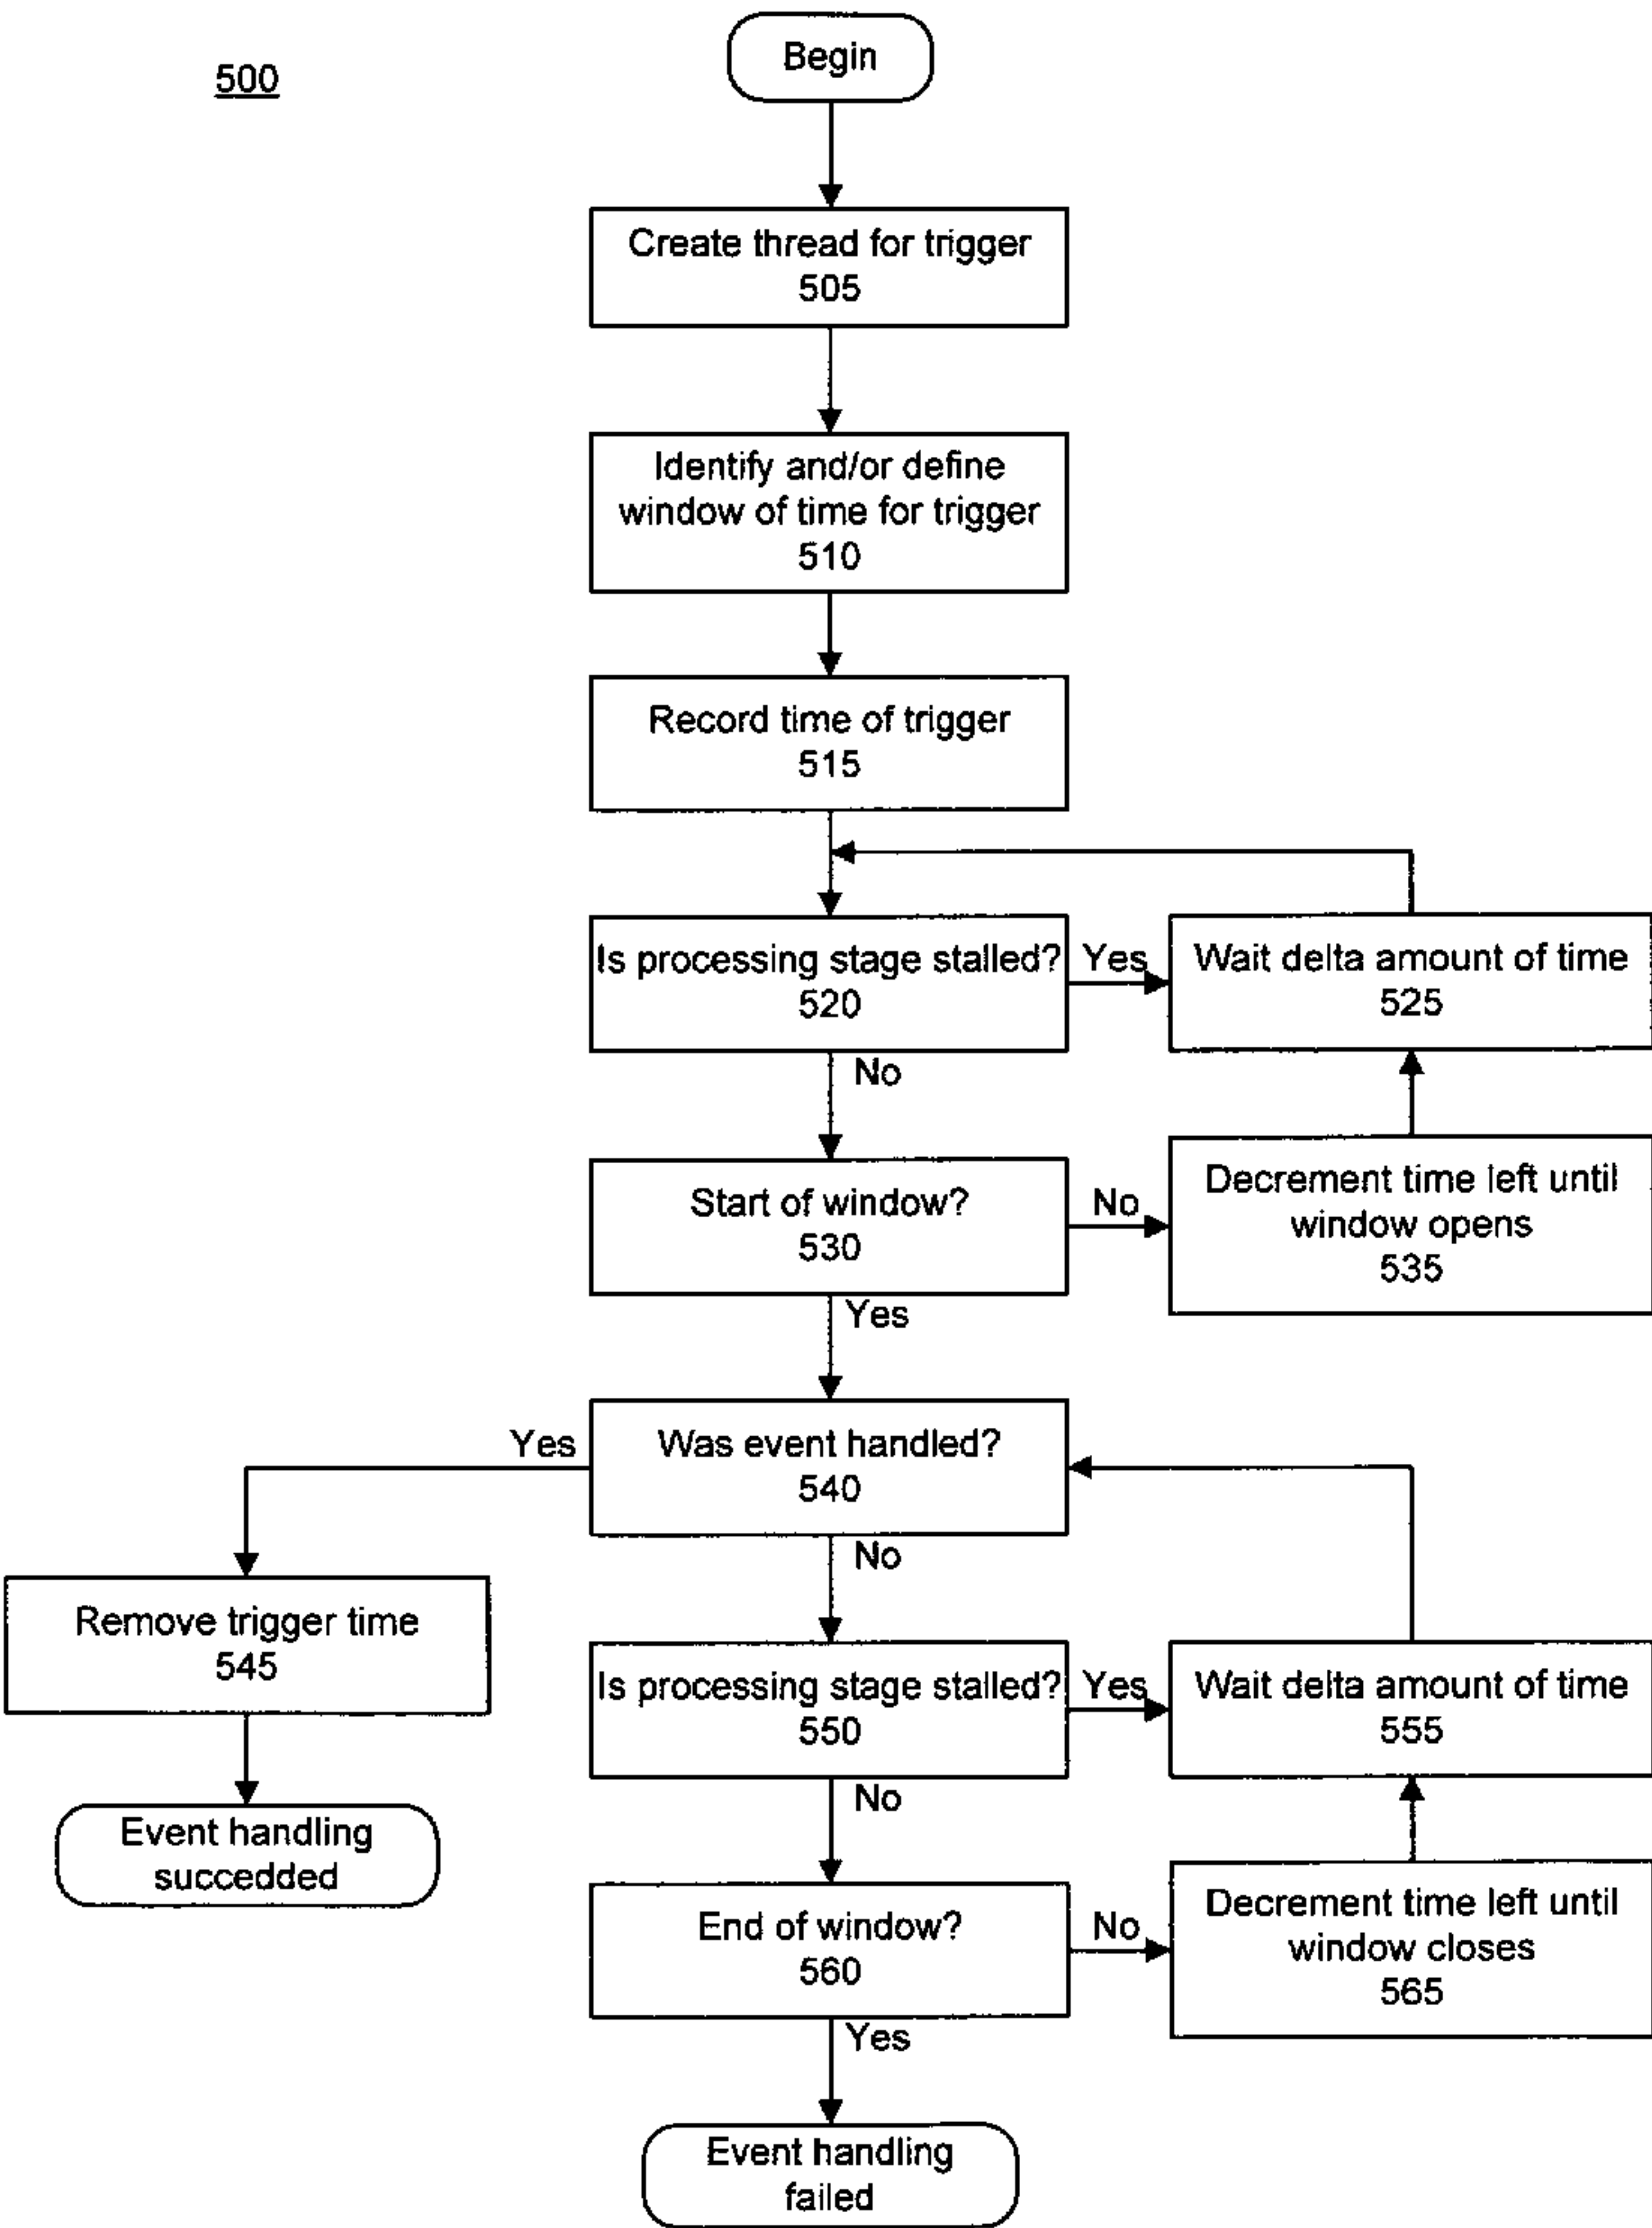 500
Begin
Create thread for trigger
505
Identify and/or define
window of time for trigger
510
Record time of trigger
515
Is processing stage stalled?
520
Yes
Wait delta amount of time
525
No
Start of window?
530
No
Decrement time left until
window opens
535
Yes
Was event handled?
540
Yes
No
Remove trigger time
545
Is processing stage stalled?
550
Yes
Wait delta amount of time
555
No
Event handling
succedded
End of window?
560
No
Decrement time left until
window closes
565
Yes
Event handling
failed